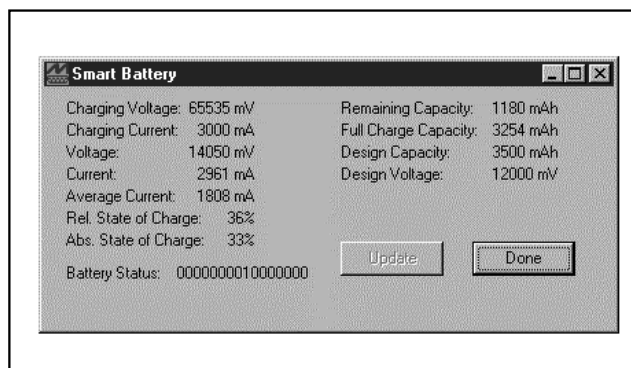 Smart Battery
Charging Voltage: 65535 mV
Charging Current: 3000 mA
Voltage: 14050 mV
Current: 2961 mA
Average Current: 1808 mA
Rel. State of Charge: 36%
Abs. State of Charge: 33%
Battery Status: 0000000010000000
Remaining Capacity: 1180 mAh
Full Charge Capacity: 3254 mAh
Design Capacity: 3500 mAh
Design Voltage: 12000 mV
Update
Done